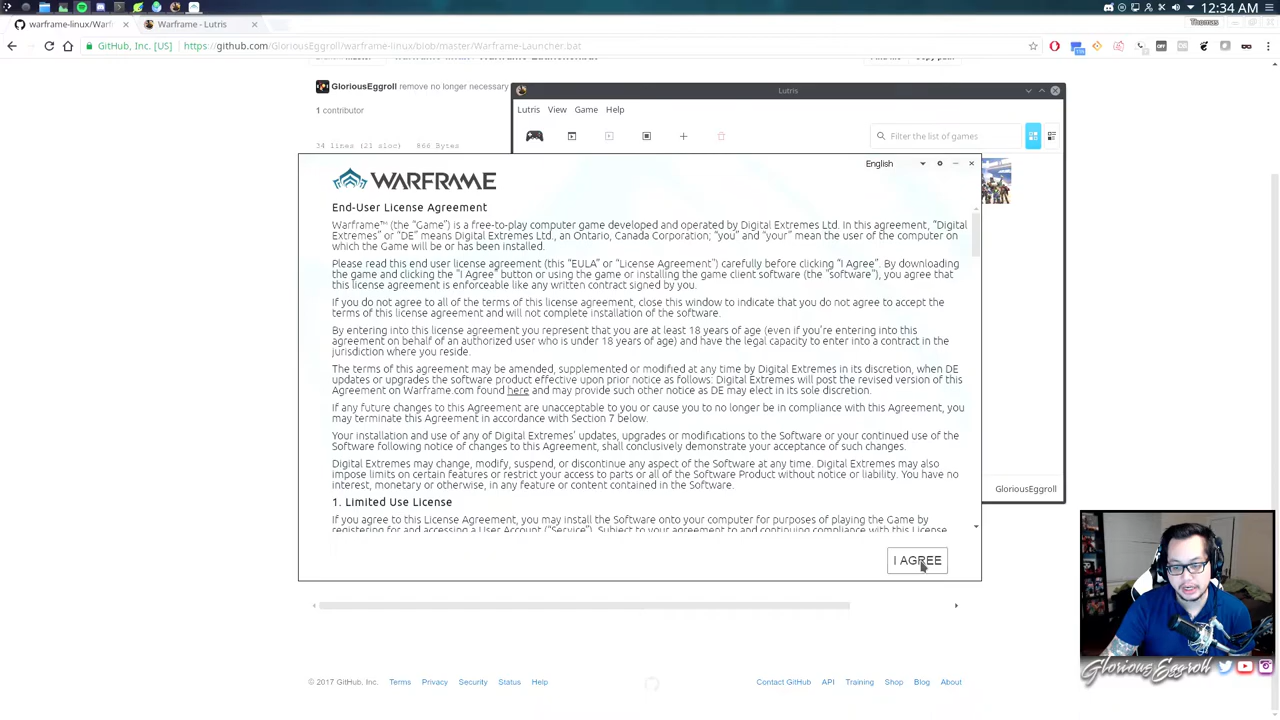 12:34 AM
warframe-linux/Warf
Warframe - Lutris
Thomas
GitHub, Inc. [US]
https://github.com/GloriousEggroll/warframe-linux/blob/master/Warframe-Launcher.bat
GloriousEggroll remove no longer necessary
1 contributor
34 lines (21 sloc) 866 Bytes
Lutris
Lutris View Game Help
Filter the list of games
English
WARFRAME
End-User License Agreement
Warframe™ (the "Game") is a free-to-play computer game developed and operated by Digital Extremes Ltd. In this agreement, "Digital
Extremes" or "DE" means Digital Extremes Ltd., an Ontario, Canada Corporation; "you" and "your" mean the user of the computer on
which the Game will be or has been installed.
Please read this end user license agreement (this "EULA" or "License Agreement") carefully before clicking "I Agree". By downloading
the game and clicking the "I Agree" button or using the game or installing the game client software (the "software"), you agree that
this license agreement is enforceable like any written contract signed by you.
If you do not agree to all of the terms of this license agreement, close this window to indicate that you do not agree to accept the
terms of this license agreement and will not complete installation of the software.
By entering into this license agreement you represent that you are at least 18 years of age (even if you're entering into this
agreement on behalf of an authorized user who is under 18 years of age) and have the legal capacity to enter into a contract in the
jurisdiction where you reside.
The terms of this agreement may be amended, supplemented or modified at any time by Digital Extremes in its discretion, when DE
updates or upgrades the software product effective upon prior notice as follows: Digital Extremes will post the revised version of this
Agreement on Warframe.com found here and may provide such other notice as DE may elect in its sole discretion.
If any future changes to this Agreement are unacceptable to you or cause you to no longer be in compliance with this Agreement, you
may terminate this Agreement in accordance with Section 7 below.
Your installation and use of any of Digital Extremes' updates, upgrades or modifications to the Software or your continued use of the
Software following notice of changes to this Agreement, shall conclusively demonstrate your acceptance of such changes.
Digital Extremes may change, modify, suspend, or discontinue any aspect of the Software at any time. Digital Extremes may also
impose limits on certain features or restrict your access to parts or all of the Software Product without notice or liability. You have no
interest, monetary or otherwise, in any feature or content contained in the Software.
1. Limited Use License
If you agree to this License Agreement, you may install the Software onto your computer for purposes of playing the Game by
registering for and accessing a User Account ("Service"). Subject to your agreement to and continuing compliance with this License
I AGREE
GloriousEggroll
Glorious Eggroll
© 2017 GitHub, Inc. Terms Privacy Security Status Help
Contact GitHub API Training Shop Blog About